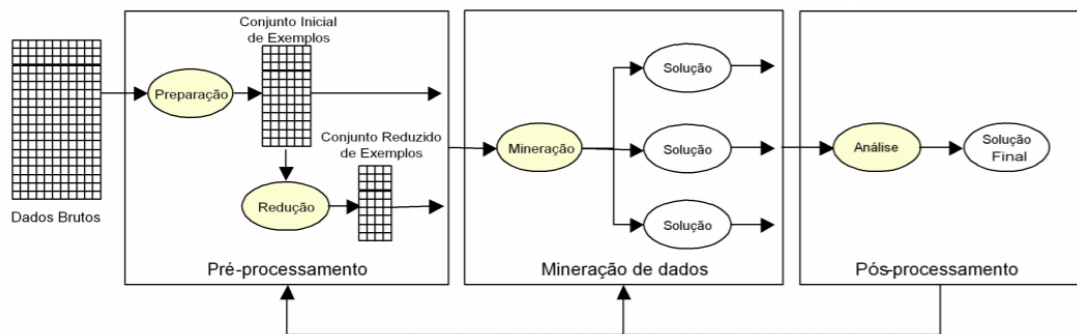 Dados Brutos
Preparação
Conjunto Inicial
de Exemplos
Conjunto Reduzido
de Exemplos
Redução
Pré-processamento
Mineração
Solução
Solução
Solução
Mineração de dados
Análise
Solução
Final
Pós-processamento